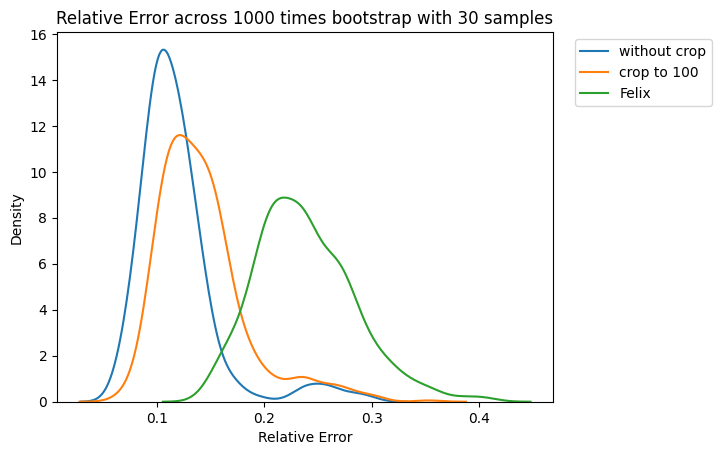 Relative Error across 1000 times bootstrap with 30 samples
16
14
12
10
8
6
4
2
0
Density
0.1 0.2 0.3 0.4
Relative Error
without crop
crop to 100
Felix